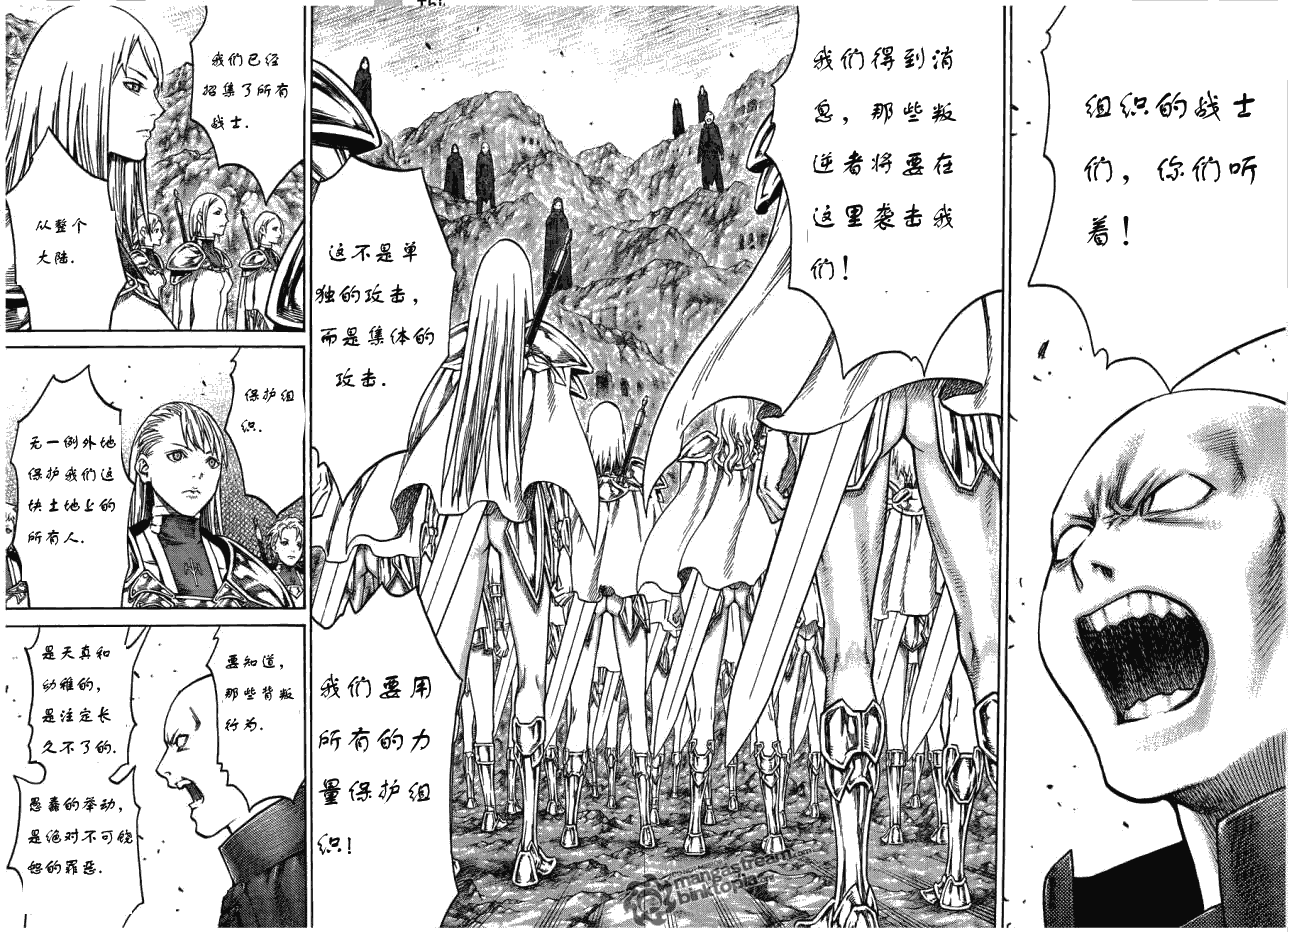 组织的战士
们，你们听
着！
我们得到消
息，那些叛
逆者将要在
这里袭击我
们！
这不是单
独的攻击，
而是集体的
攻击.
我们要用
所有的力
量保护组
织！
我们已经
招集了所有
战士.
从整个
大陆.
保护组
织.
无一例外地
保护我们这
块土地上的
所有人.
要知道，
那些背叛
行为.
是天真和
幼稚的，
是注定长
久不了的.
愚蠢的举动，
是绝对不可饶
恕的罪恶.
mangastream.com
binktopia